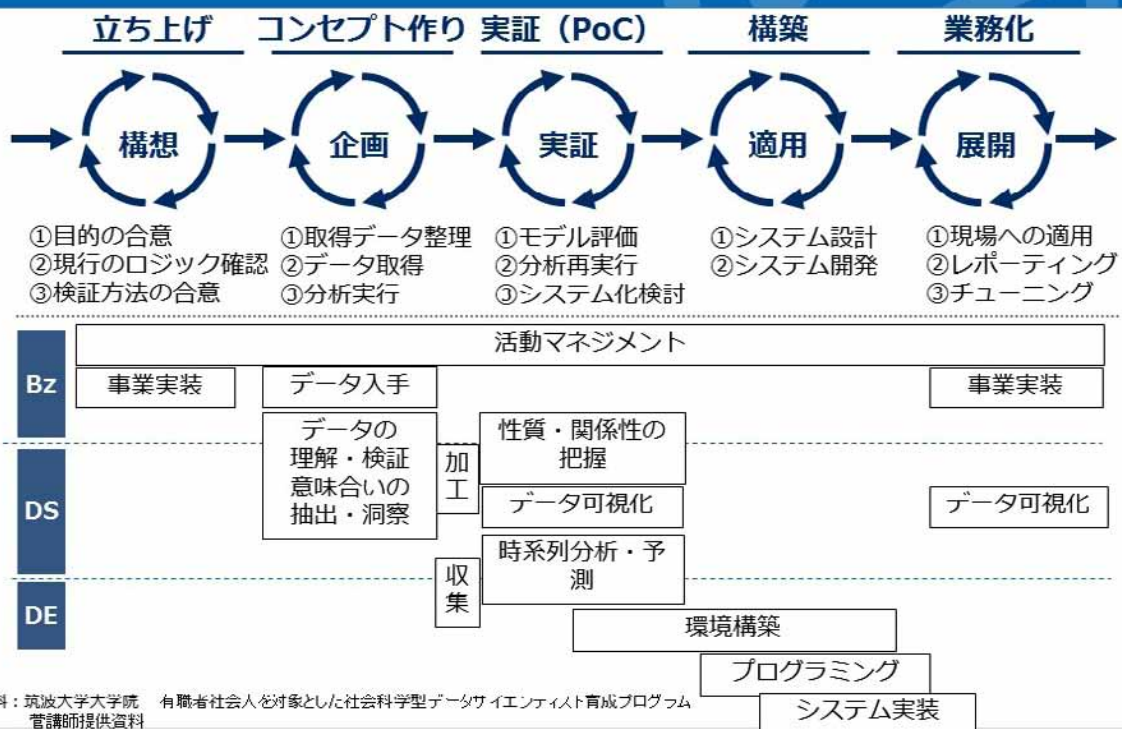 立ち上げ
コンセプト作り
実証（PoC）
構築
業務化
構想
企画
実証
適用
展開
①目的の合意
②現行のロジック確認
③検証方法の合意
①取得データ整理
②データ取得
③分析実行
①モデル評価
②分析再実行
③システム化検討
①システム設計
②システム開発
①現場への適用
②レポーティング
③チューニング
活動マネジメント
Bz
事業実装
データ入手
事業実装
データの
理解・検証
意味合いの
抽出・洞察
加
工
性質・関係性の
把握
DS
データ可視化
データ可視化
時系列分析・予
測
収
集
DE
環境構築
プログラミング
システム実装
料：筑波大学大学院　有職者社会人を対象とした社会科学型データサイエンティスト育成プログラム
菅講師提供資料